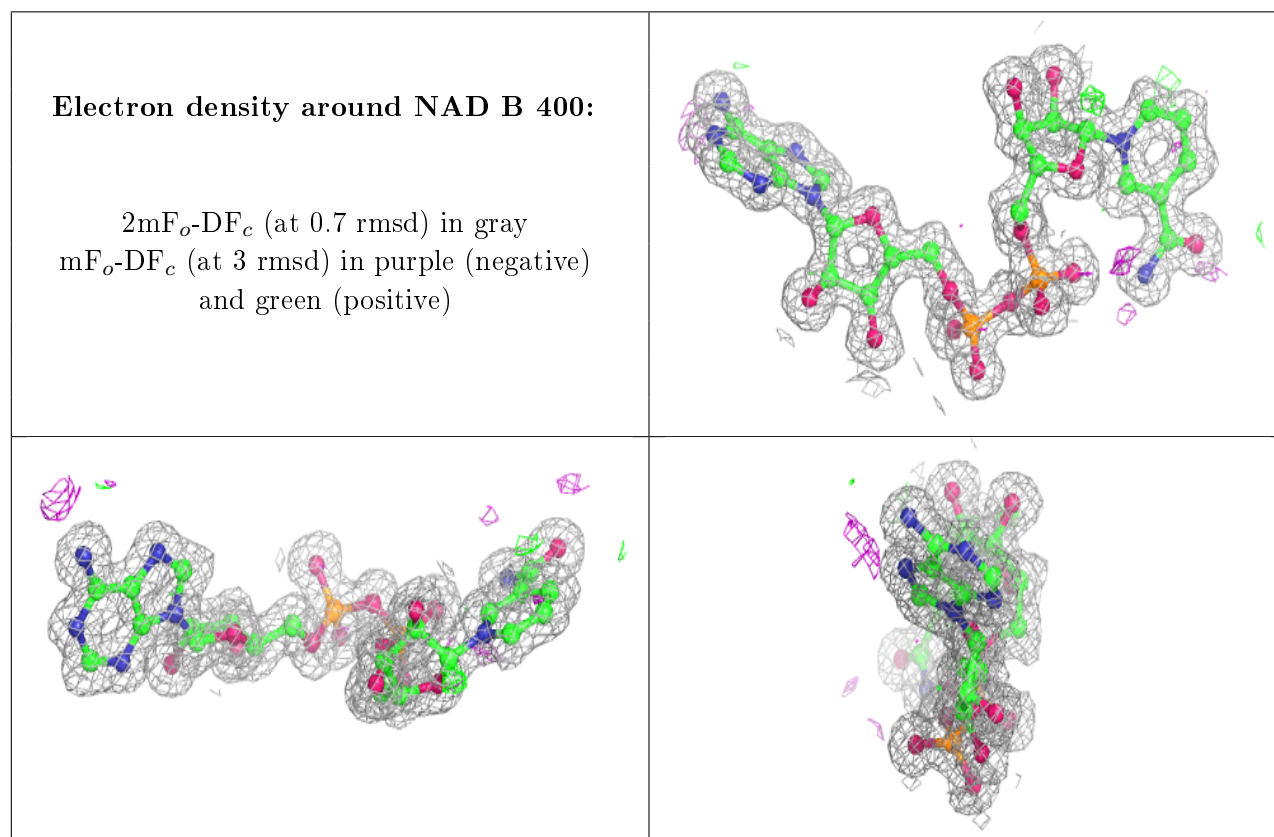 Electron density around NAD B 400:
2mFo-DFc (at 0.7 rmsd) in gray
mFo-DFc (at 3 rmsd) in purple (negative)
and green (positive)